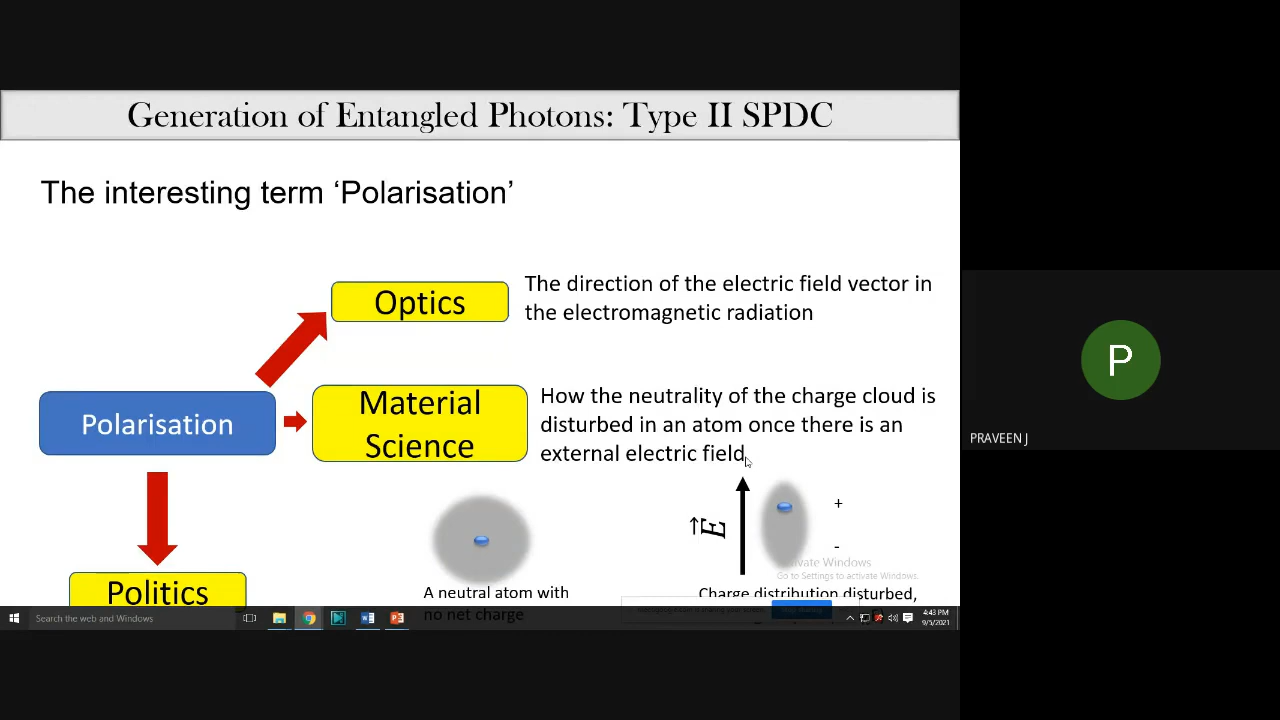 Generation of Entangled Photons: Type II SPDC
The interesting term ‘Polarisation’
Optics
The direction of the electric field vector in
the electromagnetic radiation
Polarisation
Material
Science
How the neutrality of the charge cloud is
disturbed in an atom once there is an
external electric field
E
+
-
Politics
A neutral atom with
no net charge
Charge distribution disturbed,
Activate Windows
Go to Settings to activate Windows.
Search the web and Windows
4:43 PM
9/5/2021
P
PRAVEEN J